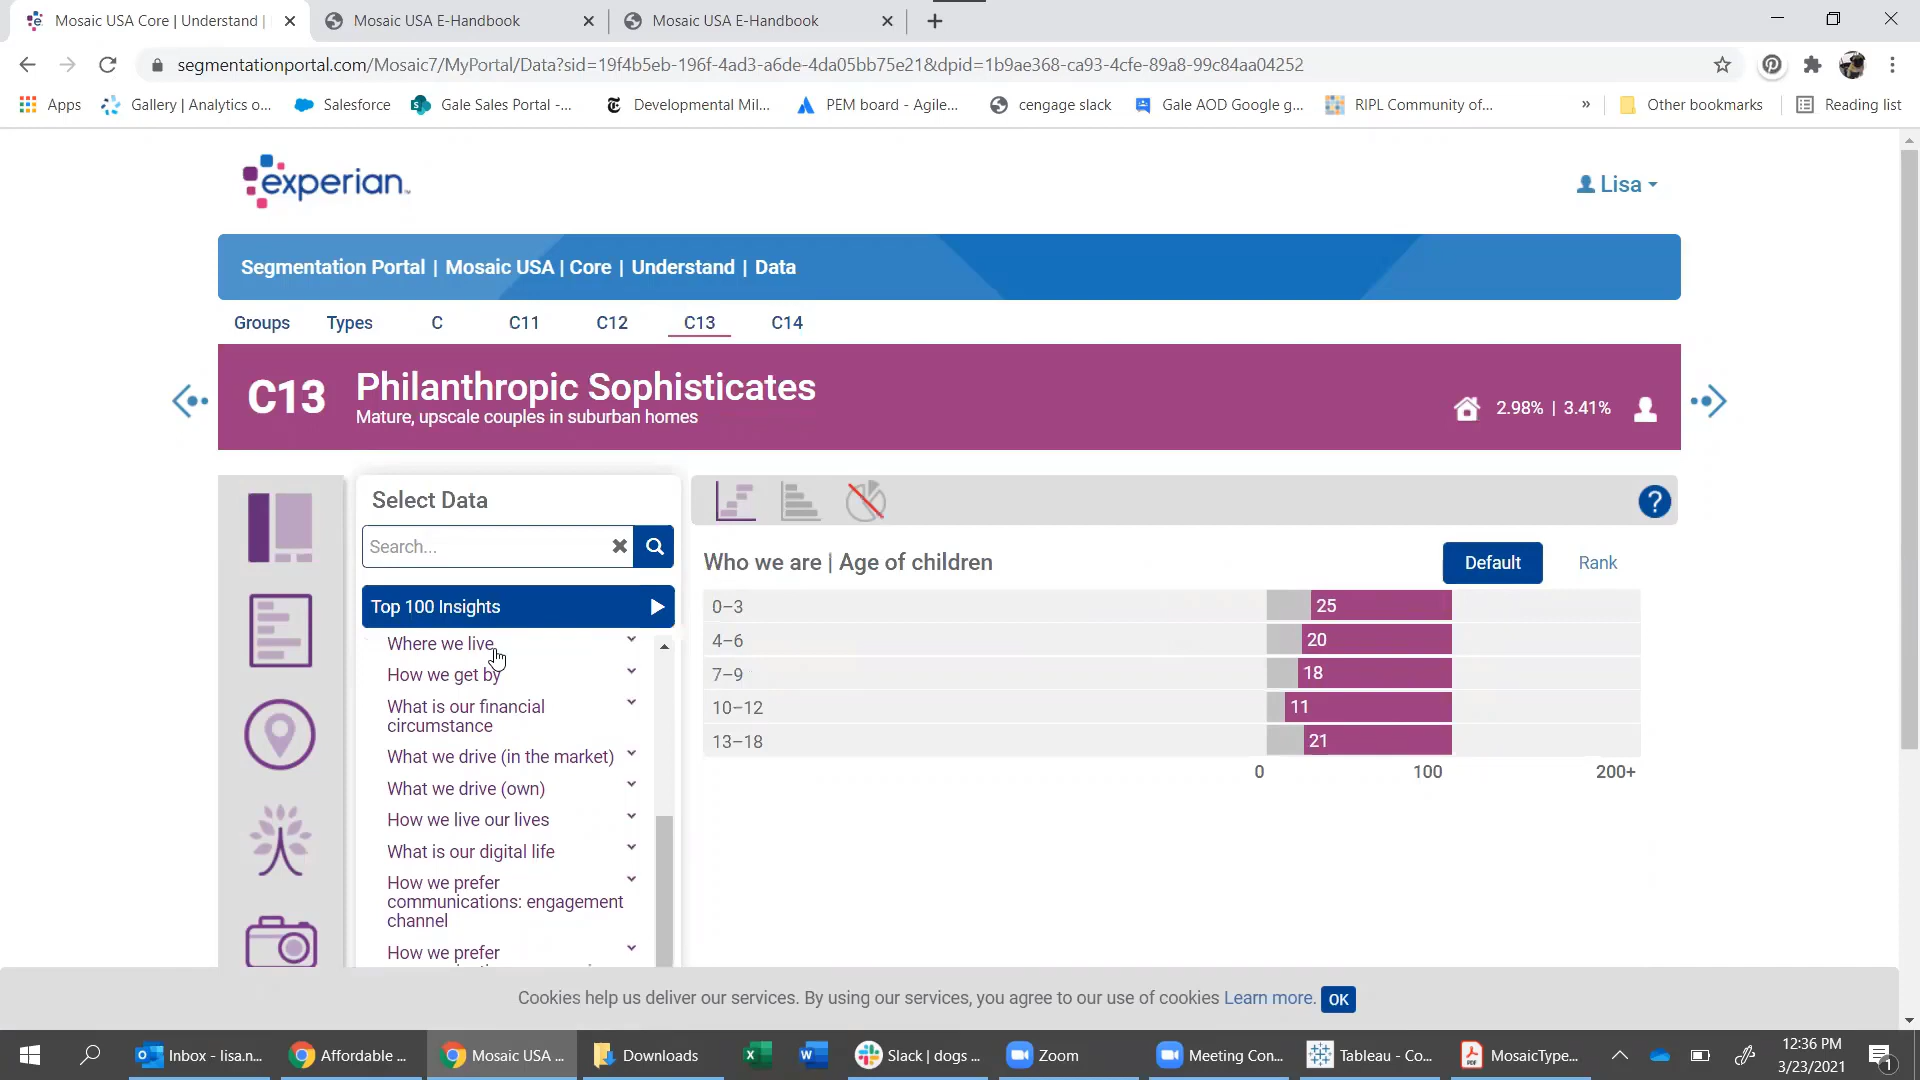 Mosaic USA Core | Understand |
Mosaic USA E-Handbook
Mosaic USA E-Handbook
segmentationportal.com/Mosaic7/MyPortal/Data?sid=19f4b5eb-196f-4ad3-a6de-4da05bb75e21&dpid=1b9ae368-ca93-4cfe-89a8-99c84aa04252
Apps
Gallery | Analytics o...
Salesforce
Gale Sales Portal -...
Developmental Mil...
PEM board - Agile...
cengage slack
Gale AOD Google g...
RIPL Community of...
»
Other bookmarks
Reading list
experian™
Lisa
Segmentation Portal | Mosaic USA | Core | Understand | Data
Groups Types C C11 C12 C13 C14
C13
Philanthropic Sophisticates
Mature, upscale couples in suburban homes
2.98% | 3.41%
Select Data
Search...
Top 100 Insights
Where we live
How we get by
What is our financial
circumstance
What we drive (in the market)
What we drive (own)
How we live our lives
What is our digital life
How we prefer
communications: engagement
channel
How we prefer
?
Who we are | Age of children
Default
Rank
0–3 25
4–6 20
7–9 18
10–12 11
13–18 21
0 100 200+
Cookies help us deliver our services. By using our services, you agree to our use of cookies Learn more. OK
Inbox - lisa.n...
Affordable ...
Mosaic USA ...
Downloads
Slack | dogs ...
Zoom
Meeting Con...
Tableau - Co...
MosaicType...
12:36 PM
3/23/2021
1